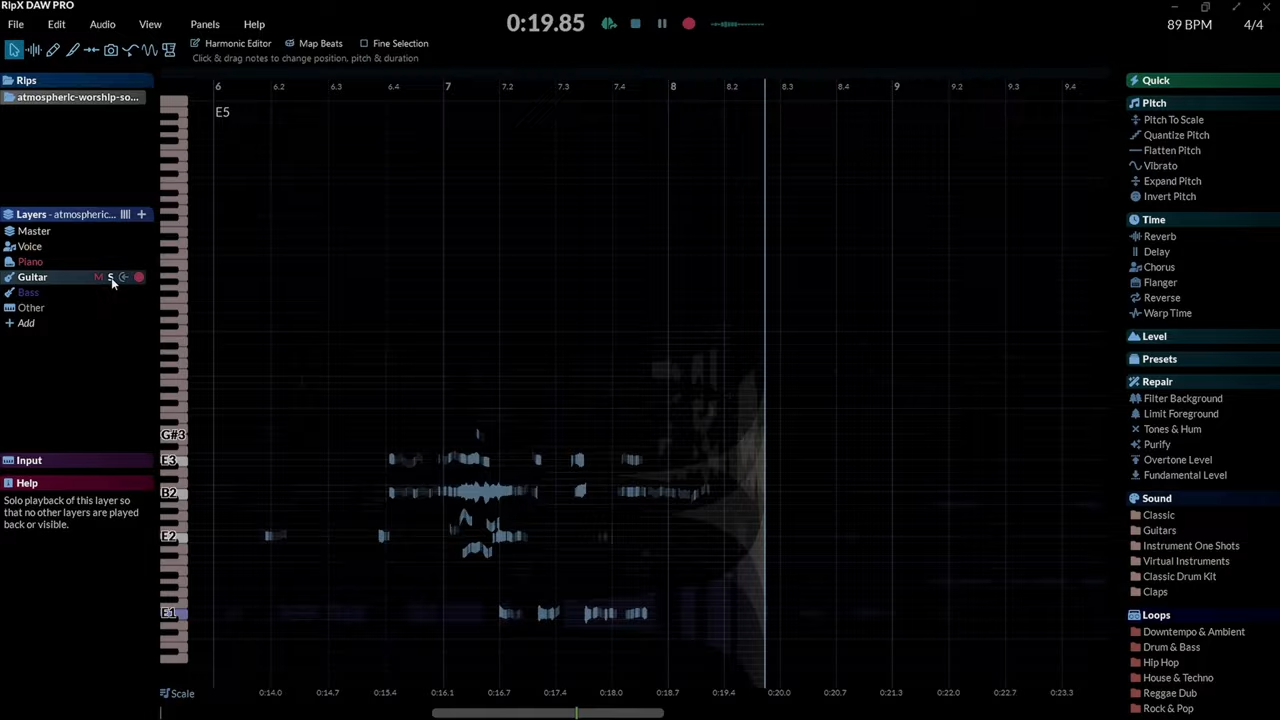 RipX DAW PRO
File Edit Audio View Panels Help
0:19.85
89 BPM 4/4
Harmonic Editor Map Beats Fine Selection
Click & drag notes to change position, pitch & duration
Rips
atmospheric-worship-so...
Layers - atmospheric...
Master
Voice
Piano
Guitar M S
Bass
Other
Add
Input
Help
Solo playback of this layer so
that no other layers are played
back or visible.
6 6.2 6.3 6.4 7 7.2 7.3 7.4 8 8.2 8.3 8.4 9 9.2 9.3 9.4
E5
G#3
E3
B2
E2
E1
Scale
0:14.0 0:14.7 0:15.4 0:16.1 0:16.7 0:17.4 0:18.0 0:18.7 0:19.4 0:20.0 0:20.7 0:21.3 0:22.0 0:22.7 0:23.3
Quick
Pitch
Pitch To Scale
Quantize Pitch
Flatten Pitch
Vibrato
Expand Pitch
Invert Pitch
Time
Reverb
Delay
Chorus
Flanger
Reverse
Warp Time
Level
Presets
Repair
Filter Background
Limit Foreground
Tones & Hum
Purify
Overtone Level
Fundamental Level
Sound
Classic
Guitars
Instrument One Shots
Virtual Instruments
Classic Drum Kit
Claps
Loops
Downtempo & Ambient
Drum & Bass
Hip Hop
House & Techno
Reggae Dub
Rock & Pop